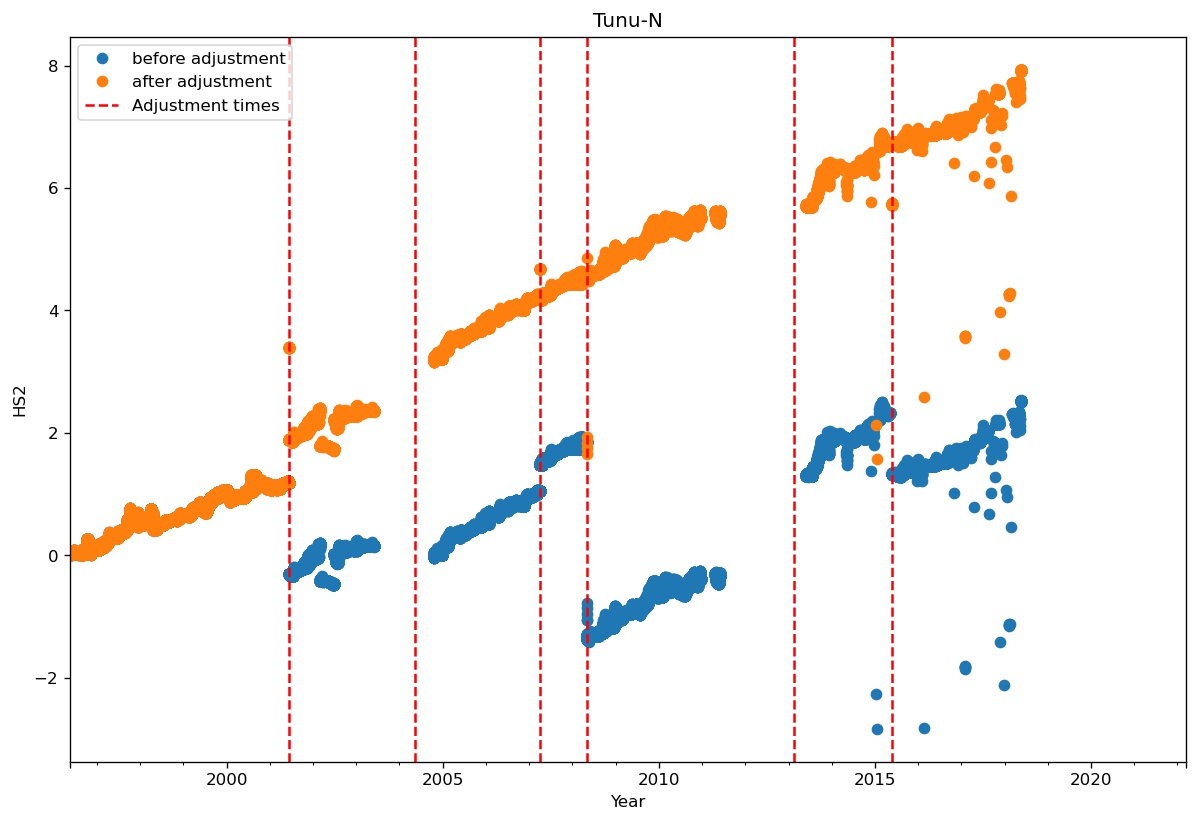 Tunu-N
before adjustment
after adjustment
Adjustment times
HS2
8
6
4
2
0
−2
2000
2005
2010
2015
2020
Year